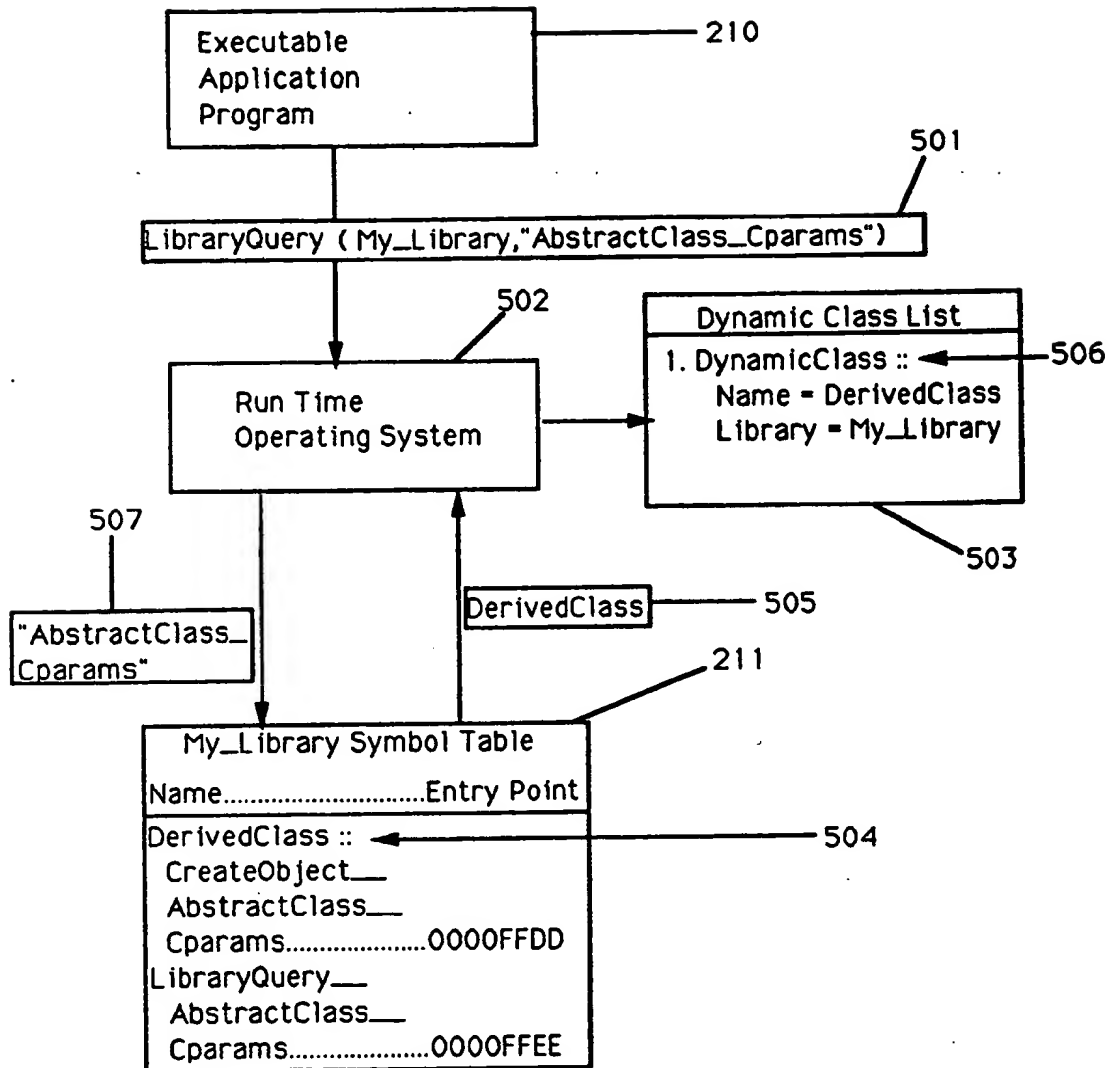 Executable
Application
Program
210
501
LibraryQuery ( My_Library,"AbstractClass_Cparams")
502
Run Time
Operating System
Dynamic Class List
1. DynamicClass ::
Name = DerivedClass
Library = My_Library
506
503
507
"AbstractClass_
Cparams"
DerivedClass
505
211
My_Library Symbol Table
Name..............................Entry Point
DerivedClass ::
504
CreateObject__
AbstractClass__
Cparams.....................0000FFDD
LibraryQuery__
AbstractClass__
Cparams.....................0000FFEE